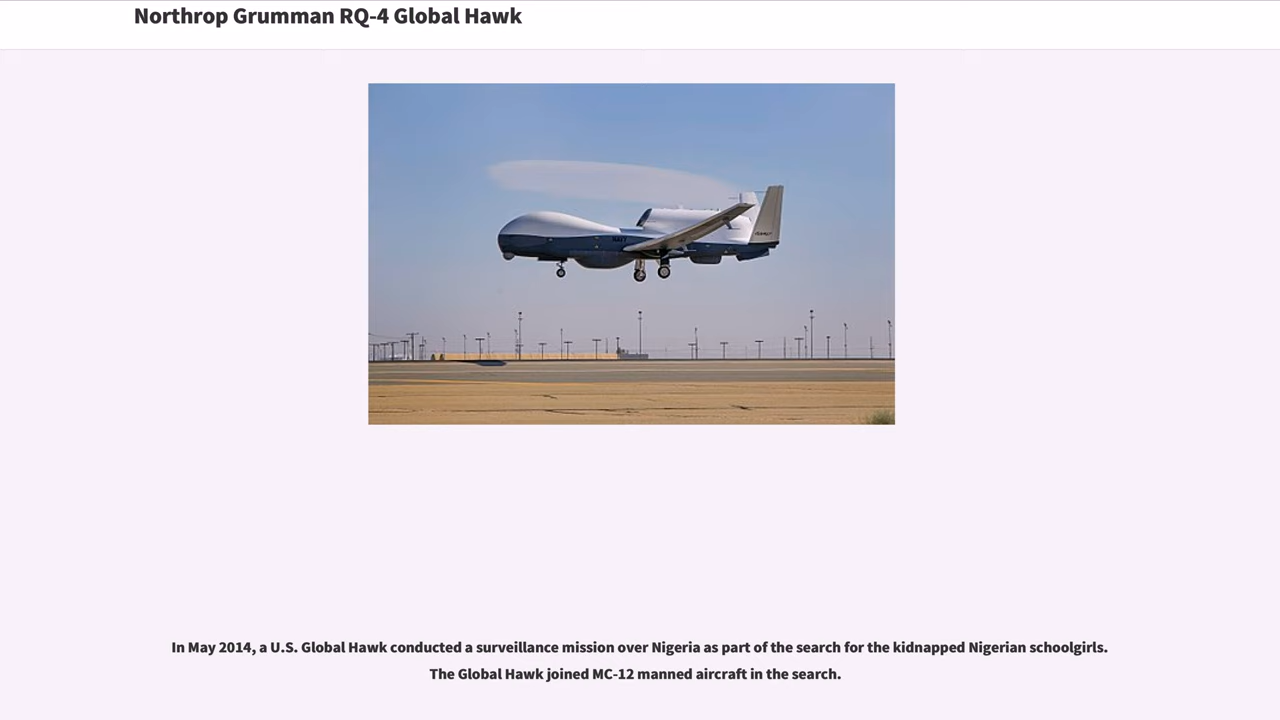 Northrop Grumman RQ-4 Global Hawk
In May 2014, a U.S. Global Hawk conducted a surveillance mission over Nigeria as part of the search for the kidnapped Nigerian schoolgirls.
The Global Hawk joined MC-12 manned aircraft in the search.